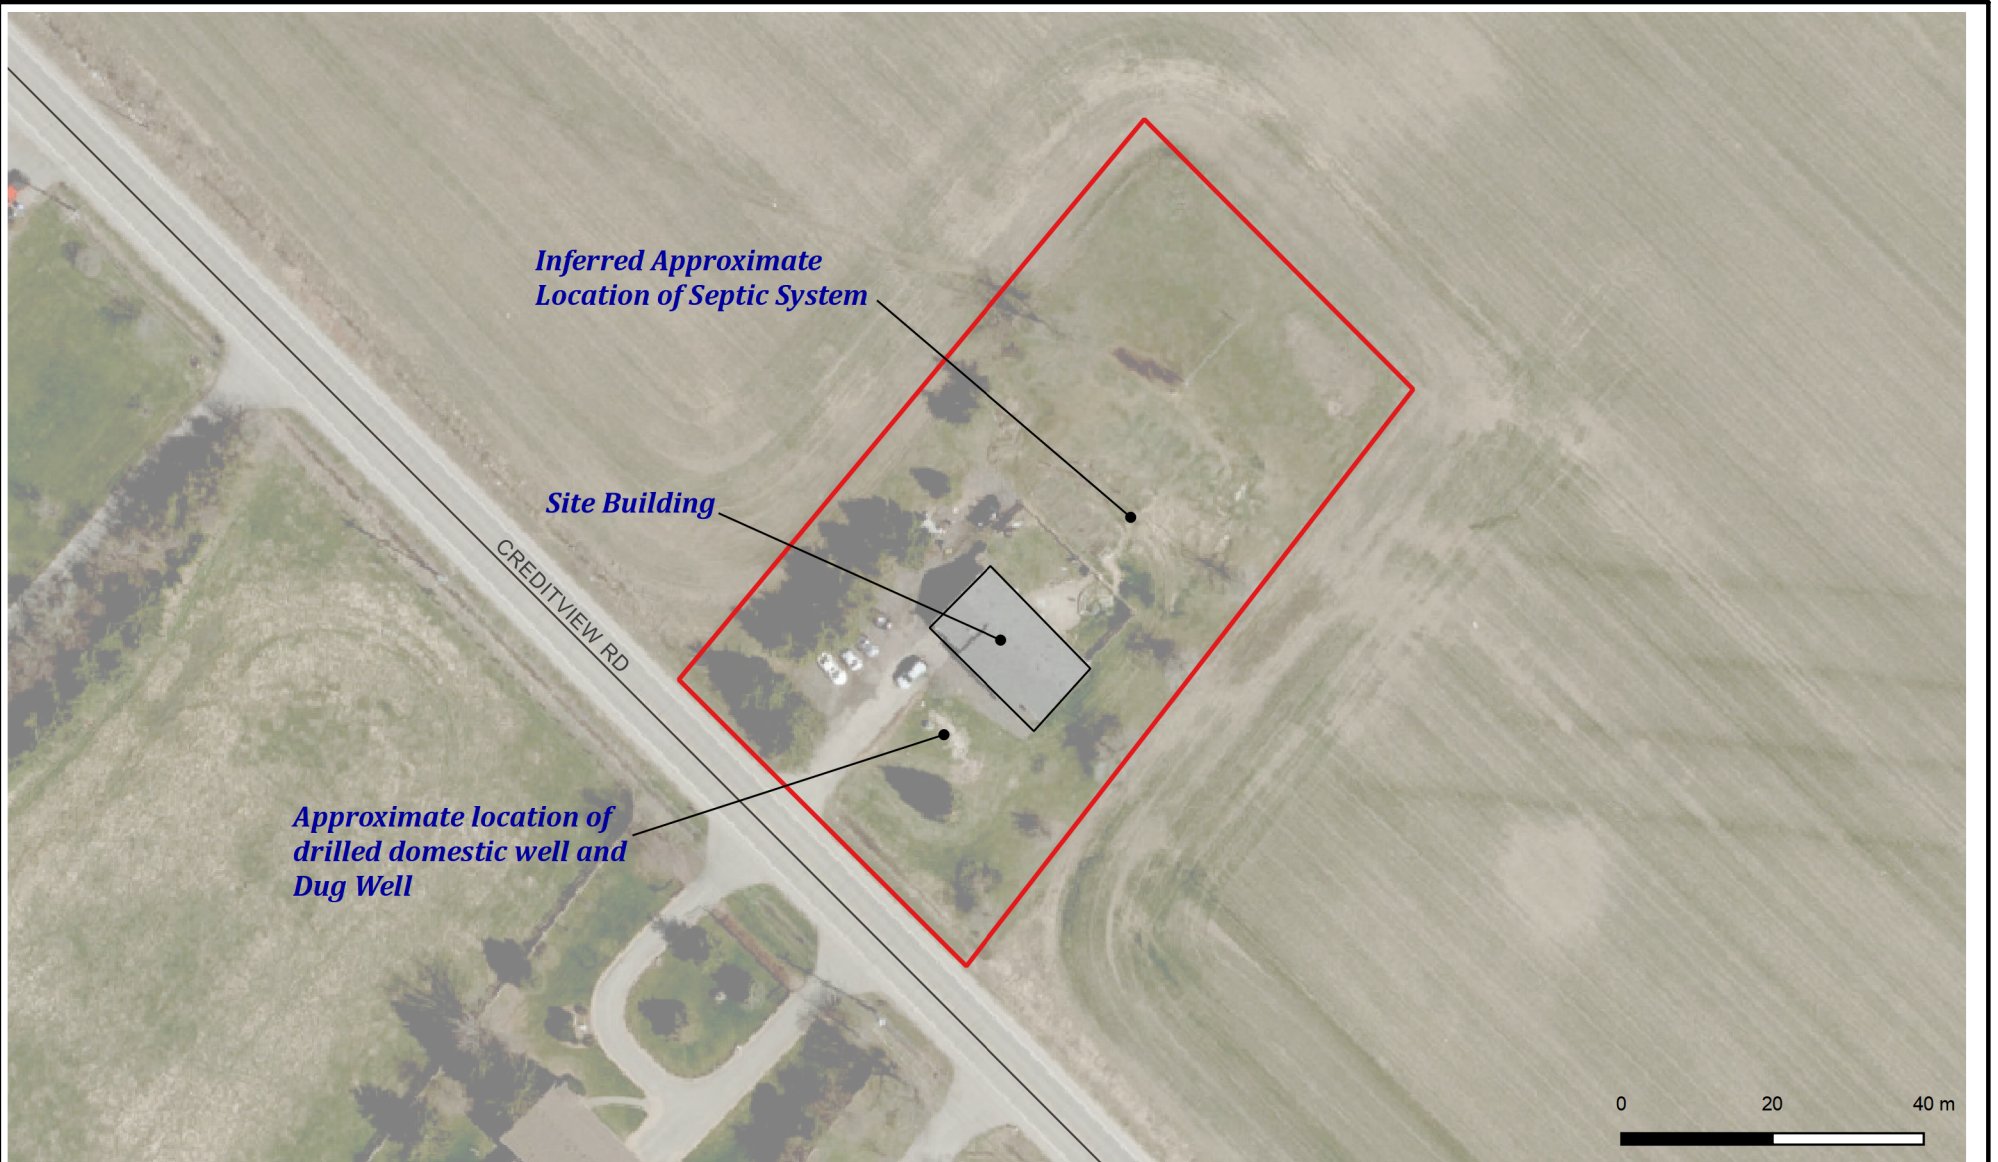 Inferred Approximate
Location of Septic System
Site Building
CREDITVIEW RD
Approximate location of
drilled domestic well and
Dug Well
0 20 40 m